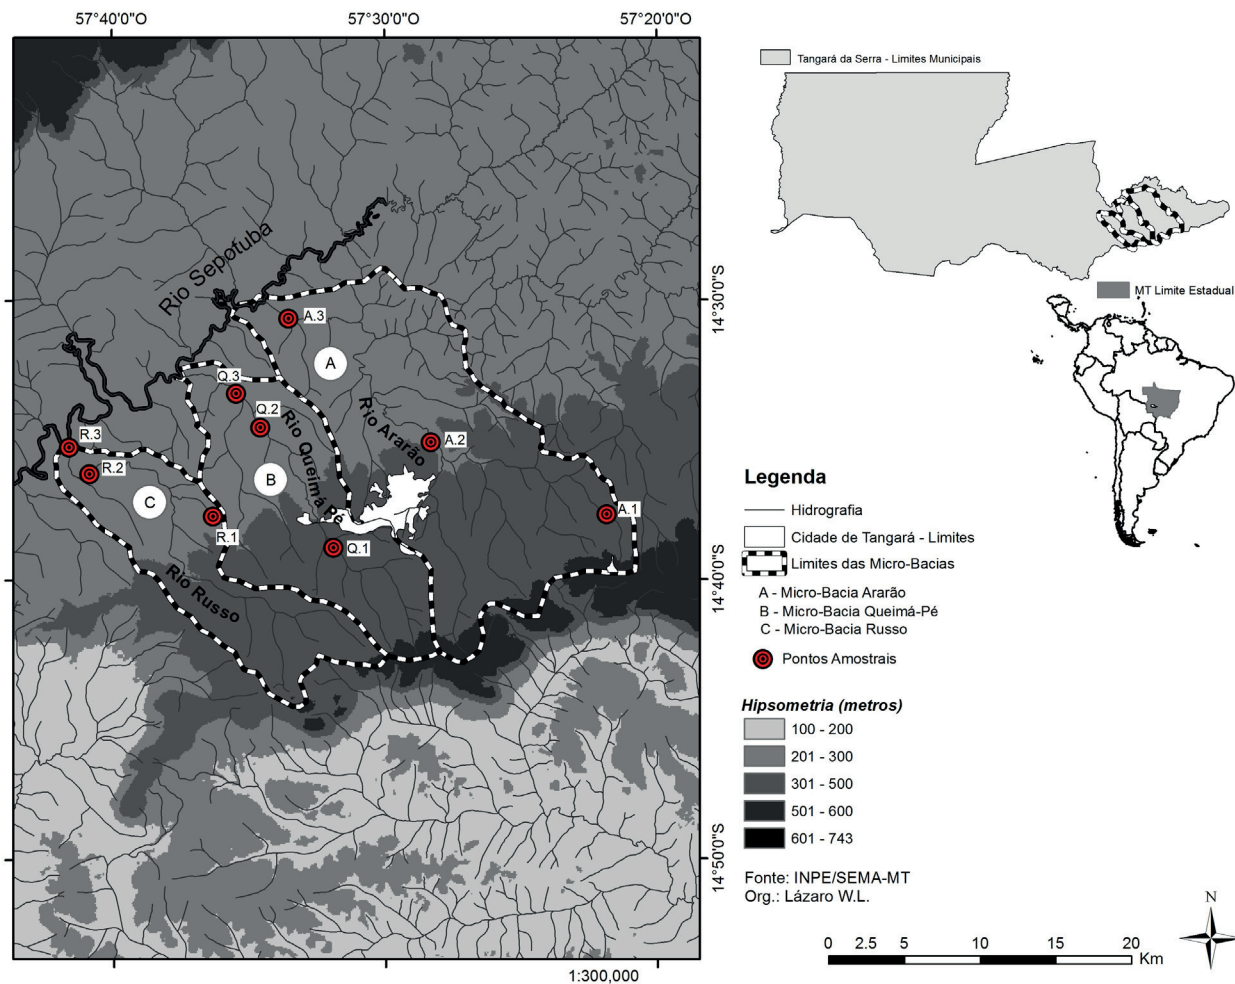 57°40'0"O
57°30'0"O
57°20'0"O
Tangará da Serra - Limites Municipais
MT Limite Estadual
Rio Sepotuba
14°30'0"S
A.3
A
Q.3
Q.2
Rio Queimá Pé
Rio Ararão
A.2
R.3
R.2
C
B
R.1
A.1
Q.1
Rio Russo
14°40'0"S
14°50'0"S
1:300,000
Legenda
Hidrografia
Cidade de Tangará - Limites
Limites das Micro-Bacias
A - Micro-Bacia Ararão
B - Micro-Bacia Queimá-Pé
C - Micro-Bacia Russo
Pontos Amostrais
Hipsometria (metros)
100 - 200
201 - 300
301 - 500
501 - 600
601 - 743
Fonte: INPE/SEMA-MT
Org.: Lázaro W.L.
N
0 2.5 5 10 15 20
Km